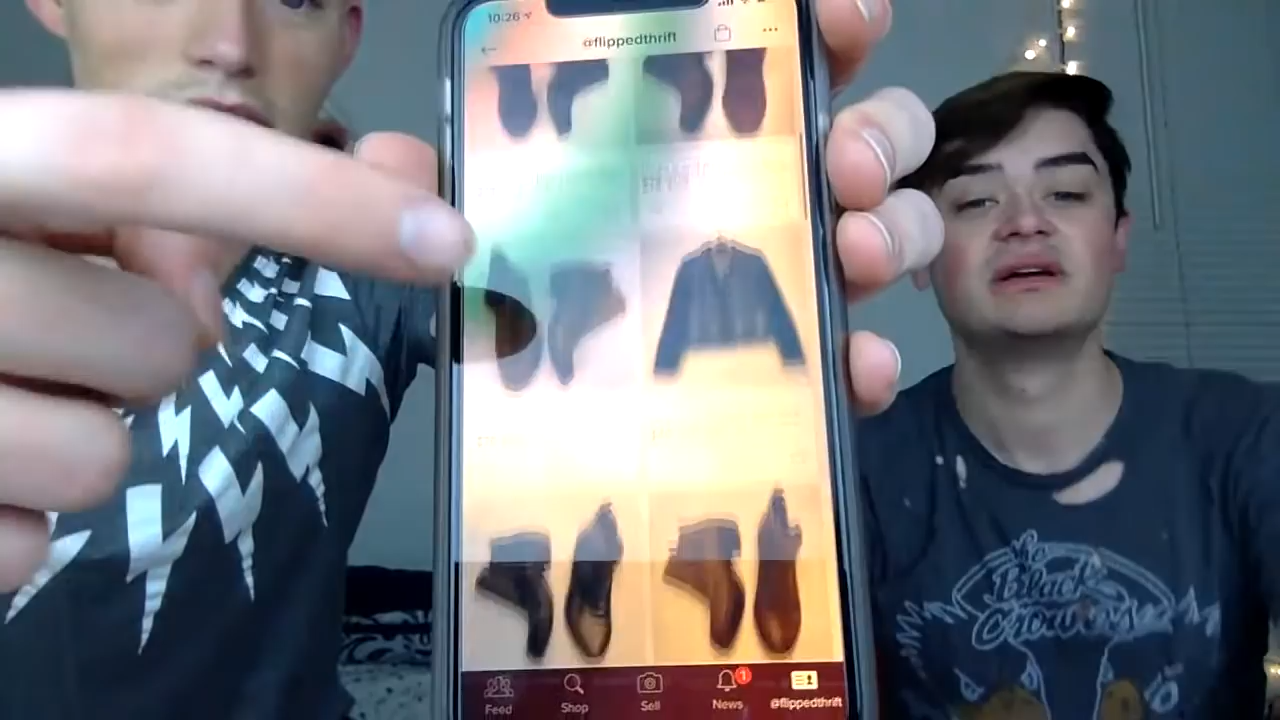 10:26
@flippedthrift
Feed
Shop
Sell
News
1
@flippedthrift
the
Black
Crowes